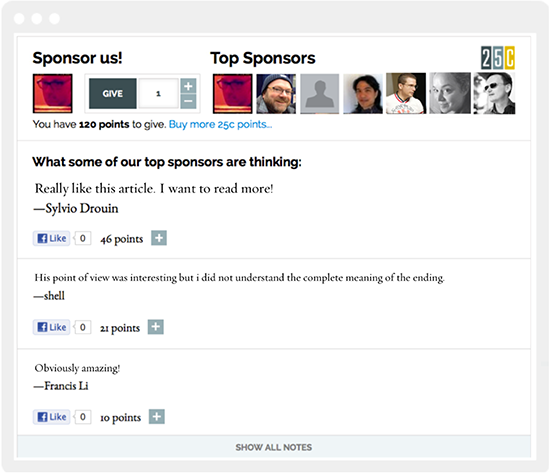 Sponsor us!
Top Sponsors
25C
GIVE 1 + −
You have 120 points to give. Buy more 25c points...
What some of our top sponsors are thinking:
Really like this article. I want to read more!
—Sylvio Drouin
f Like 0 46 points +
His point of view was interesting but i did not understand the complete meaning of the ending.
—shell
f Like 0 21 points +
Obviously amazing!
—Francis Li
f Like 0 10 points +
SHOW ALL NOTES